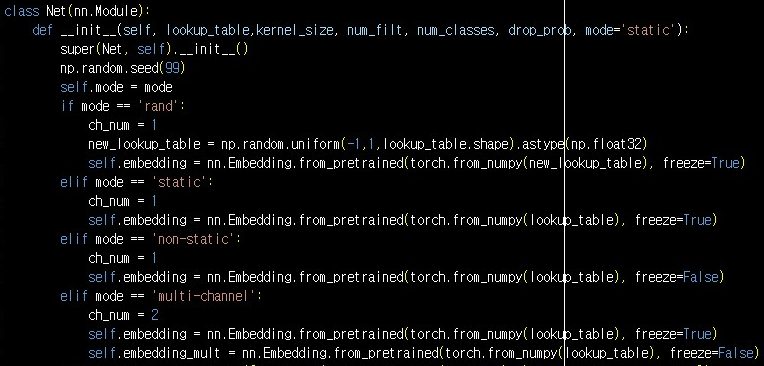 class Net(nn.Module):
    def __init__(self, lookup_table,kernel_size, num_filt, num_classes, drop_prob, mode='static'):
        super(Net, self).__init__()
        np.random.seed(99)
        self.mode = mode
        if mode == 'rand':
            ch_num = 1
            new_lookup_table = np.random.uniform(-1,1,lookup_table.shape).astype(np.float32)
            self.embedding = nn.Embedding.from_pretrained(torch.from_numpy(new_lookup_table), freeze=True)
        elif mode == 'static':
            ch_num = 1
            self.embedding = nn.Embedding.from_pretrained(torch.from_numpy(lookup_table), freeze=True)
        elif mode == 'non-static':
            ch_num = 1
            self.embedding = nn.Embedding.from_pretrained(torch.from_numpy(lookup_table), freeze=False)
        elif mode == 'multi-channel':
            ch_num = 2
            self.embedding = nn.Embedding.from_pretrained(torch.from_numpy(lookup_table), freeze=True)
            self.embedding_mult = nn.Embedding.from_pretrained(torch.from_numpy(lookup_table), freeze=False)